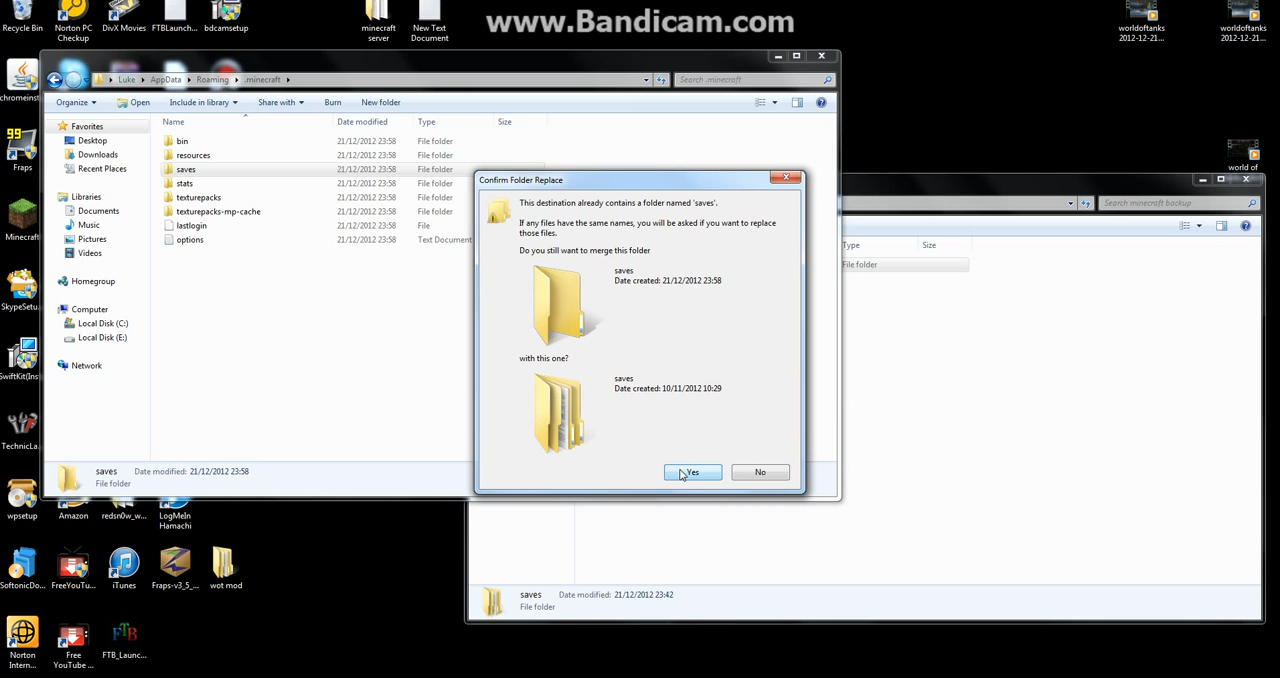 www.Bandicam.com
Recycle Bin
Norton PC
Checkup
DivX Movies
FTBLaunch...
bdcamsetup
minecraft
server
New Text
Document
worldoftanks
2012-12-21...
worldoftanks
2012-12-21...
Luke
AppData
Roaming
.minecraft
Search .minecraft
chromeinst
Organize
Open
Include in library
Share with
Burn
New folder
Name
Date modified
Type
Size
Favorites
Desktop
Downloads
Recent Places
Libraries
Documents
Music
Pictures
Videos
Homegroup
Computer
Local Disk (C:)
Local Disk (E:)
Network
bin 21/12/2012 23:58 File folder
resources 21/12/2012 23:58 File folder
saves 21/12/2012 23:58 File folder
stats 21/12/2012 23:58 File folder
texturepacks 21/12/2012 23:58 File folder
texturepacks-mp-cache 21/12/2012 23:58 File folder
lastlogin 21/12/2012 23:58 File
options 21/12/2012 23:58 Text Document
saves Date modified: 21/12/2012 23:58
File folder
Confirm Folder Replace
This destination already contains a folder named 'saves'.
If any files have the same names, you will be asked if you want to replace
those files.
Do you still want to merge this folder
saves
Date created: 21/12/2012 23:58
with this one?
saves
Date created: 10/11/2012 10:29
Yes
No
world of
Search minecraft backup
Type
Size
File folder
saves Date modified: 21/12/2012 23:42
File folder
99
Fraps
Minecraft
SkypeSetu...
SwiftKit(Inst
TechnicLa...
wpsetup
Amazon
redsn0w_w...
LogMeIn
Hamachi
SoftonicDo...
FreeYouTu...
iTunes
Fraps-v3_5_...
wot mod
Norton
Intern...
Free
YouTube ...
FTB
FTB_Launc...